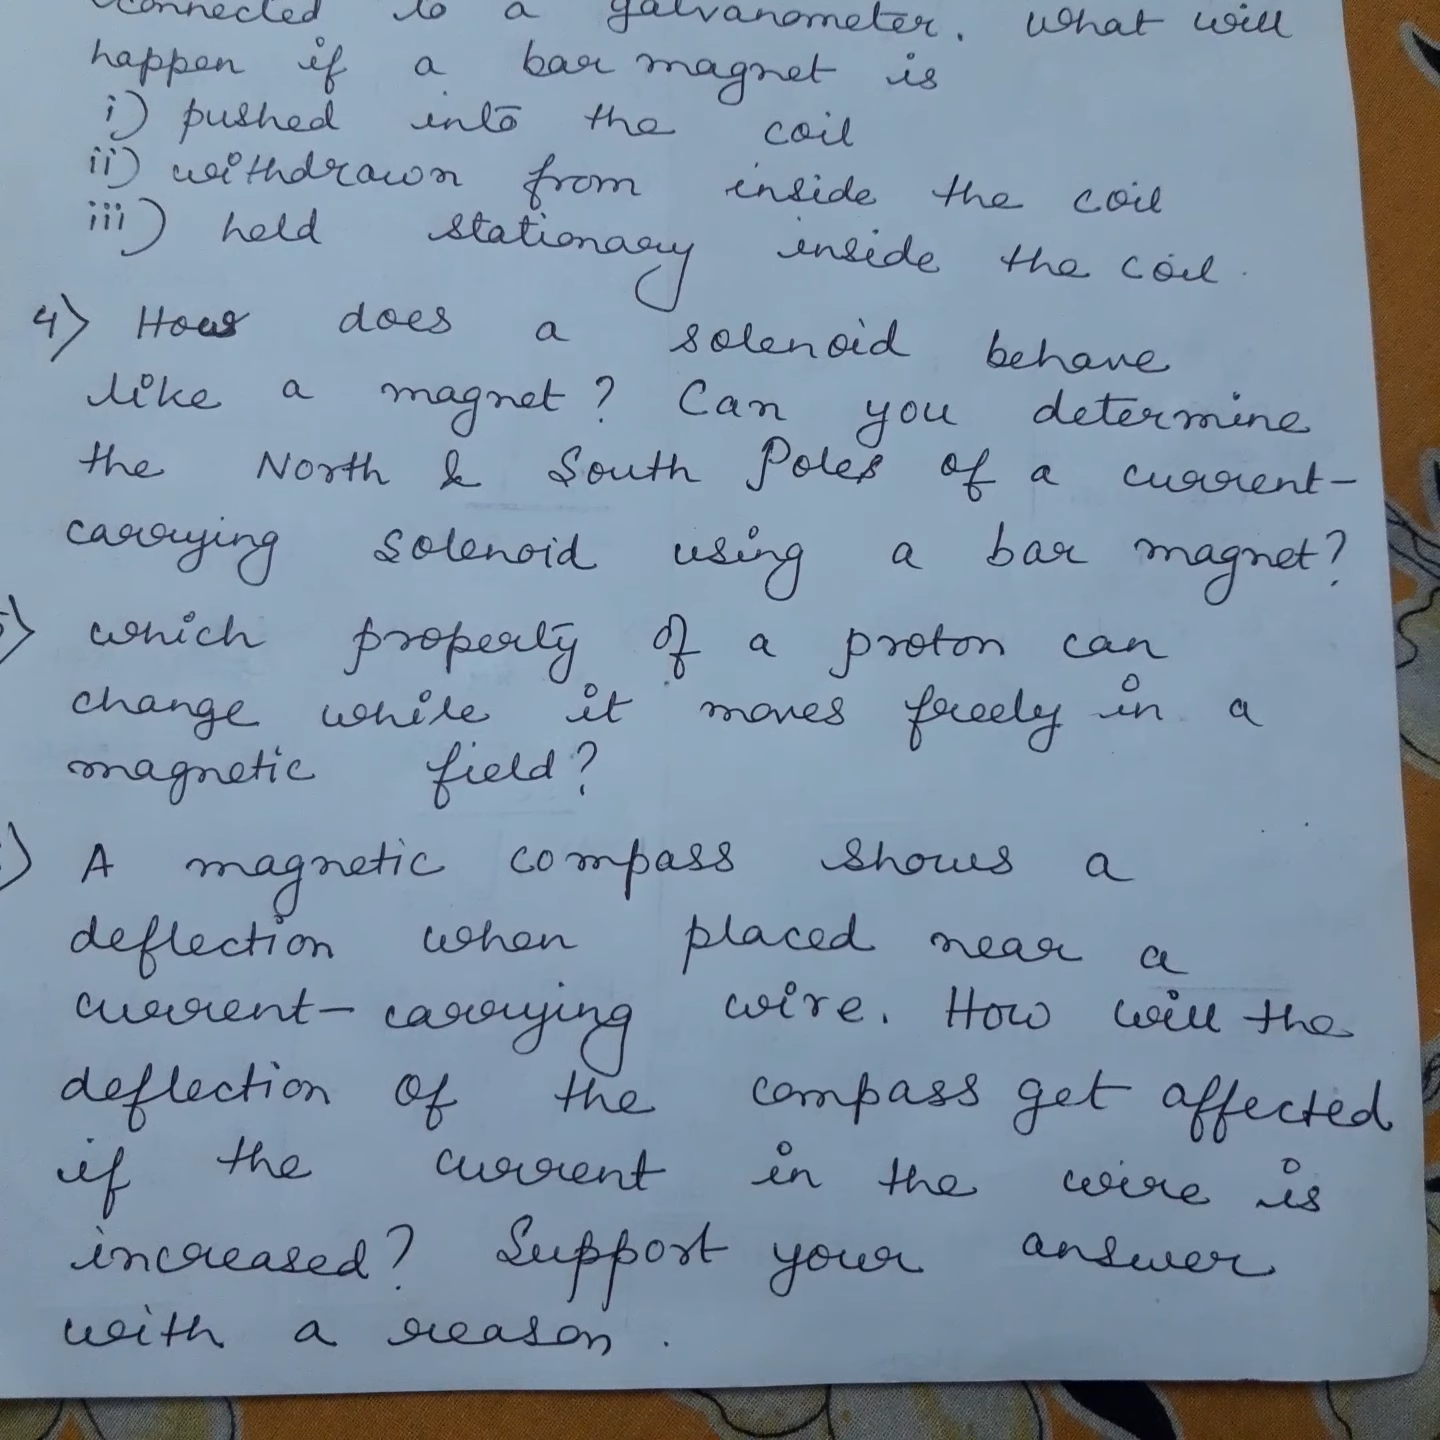 connected to a galvanometer. What will
happen if a bar magnet is
i) pushed into the coil
ii) withdrawn from inside the coil
iii) held stationary inside the coil.
4) How does a solenoid behave
like a magnet? Can you determine
the North & South Poles of a current-
carrying solenoid using a bar magnet?
) which property of a proton can
change while it moves freely in a
magnetic field?
) A magnetic compass shows a
deflection when placed near a
current-carrying wire. How will the
deflection of the compass get affected
if the current in the wire is
increased? Support your answer
with a reason.